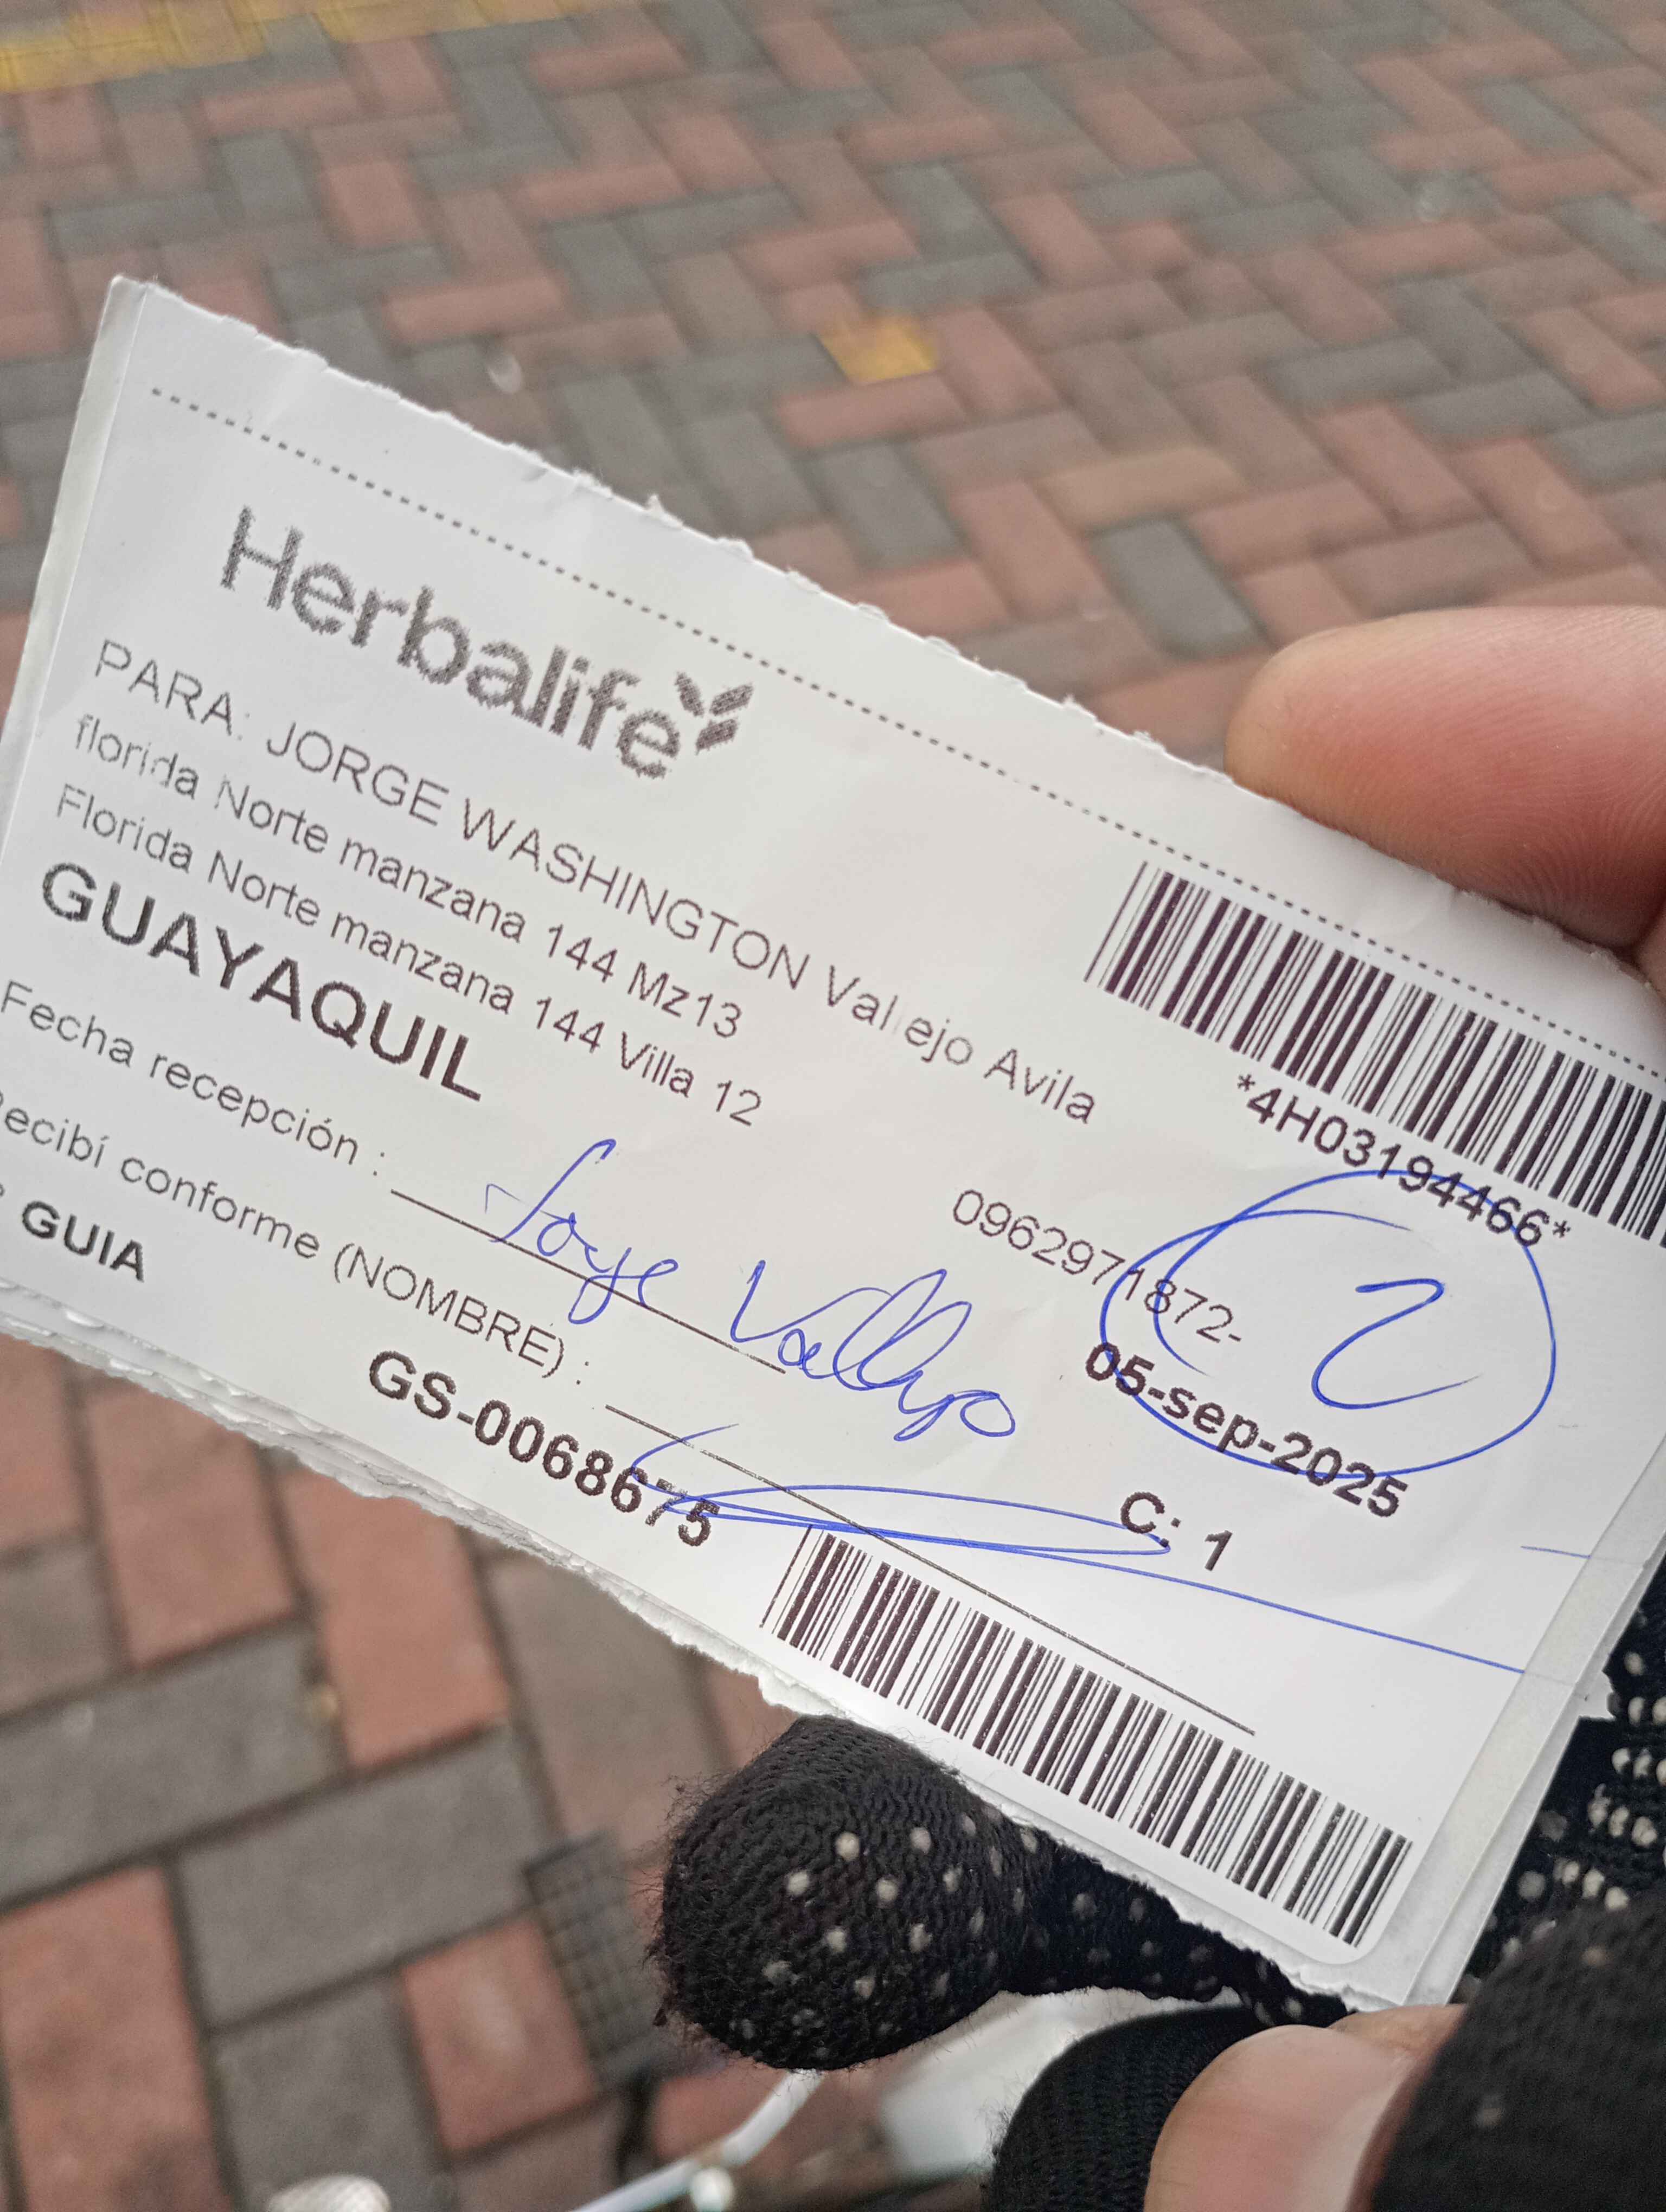 Herbalife
*4H03194466*
PARA: JORGE WASHINGTON Vallejo Avila
florida Norte manzana 144 Mz13
Florida Norte manzana 144 Villa 12
GUAYAQUIL
0962971872-
2
05-sep-2025
Fecha recepción :
Jorge Vallejo
C: 1
Recibí conforme (NOMBRE) :
GUIA
GS-0068675